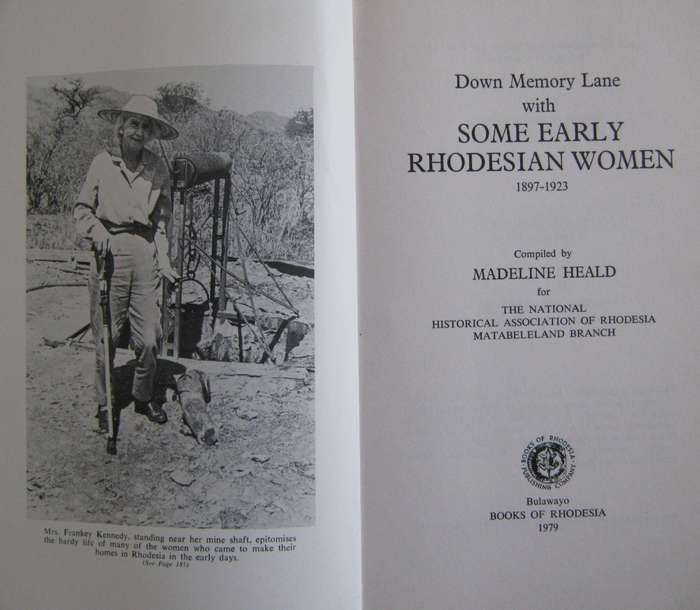 Mrs. Frankey Kennedy, standing near her mine shaft, epitomises
the hardy life of many of the women who came to make their
homes in Rhodesia in the early days.
(See Page 185)
Down Memory Lane
with
SOME EARLY
RHODESIAN WOMEN
1897-1923
Compiled by
MADELINE HEALD
for
THE NATIONAL
HISTORICAL ASSOCIATION OF RHODESIA
MATABELELAND BRANCH
BOOKS OF RHODESIA
PUBLISHING COMPANY
Bulawayo
BOOKS OF RHODESIA
1979